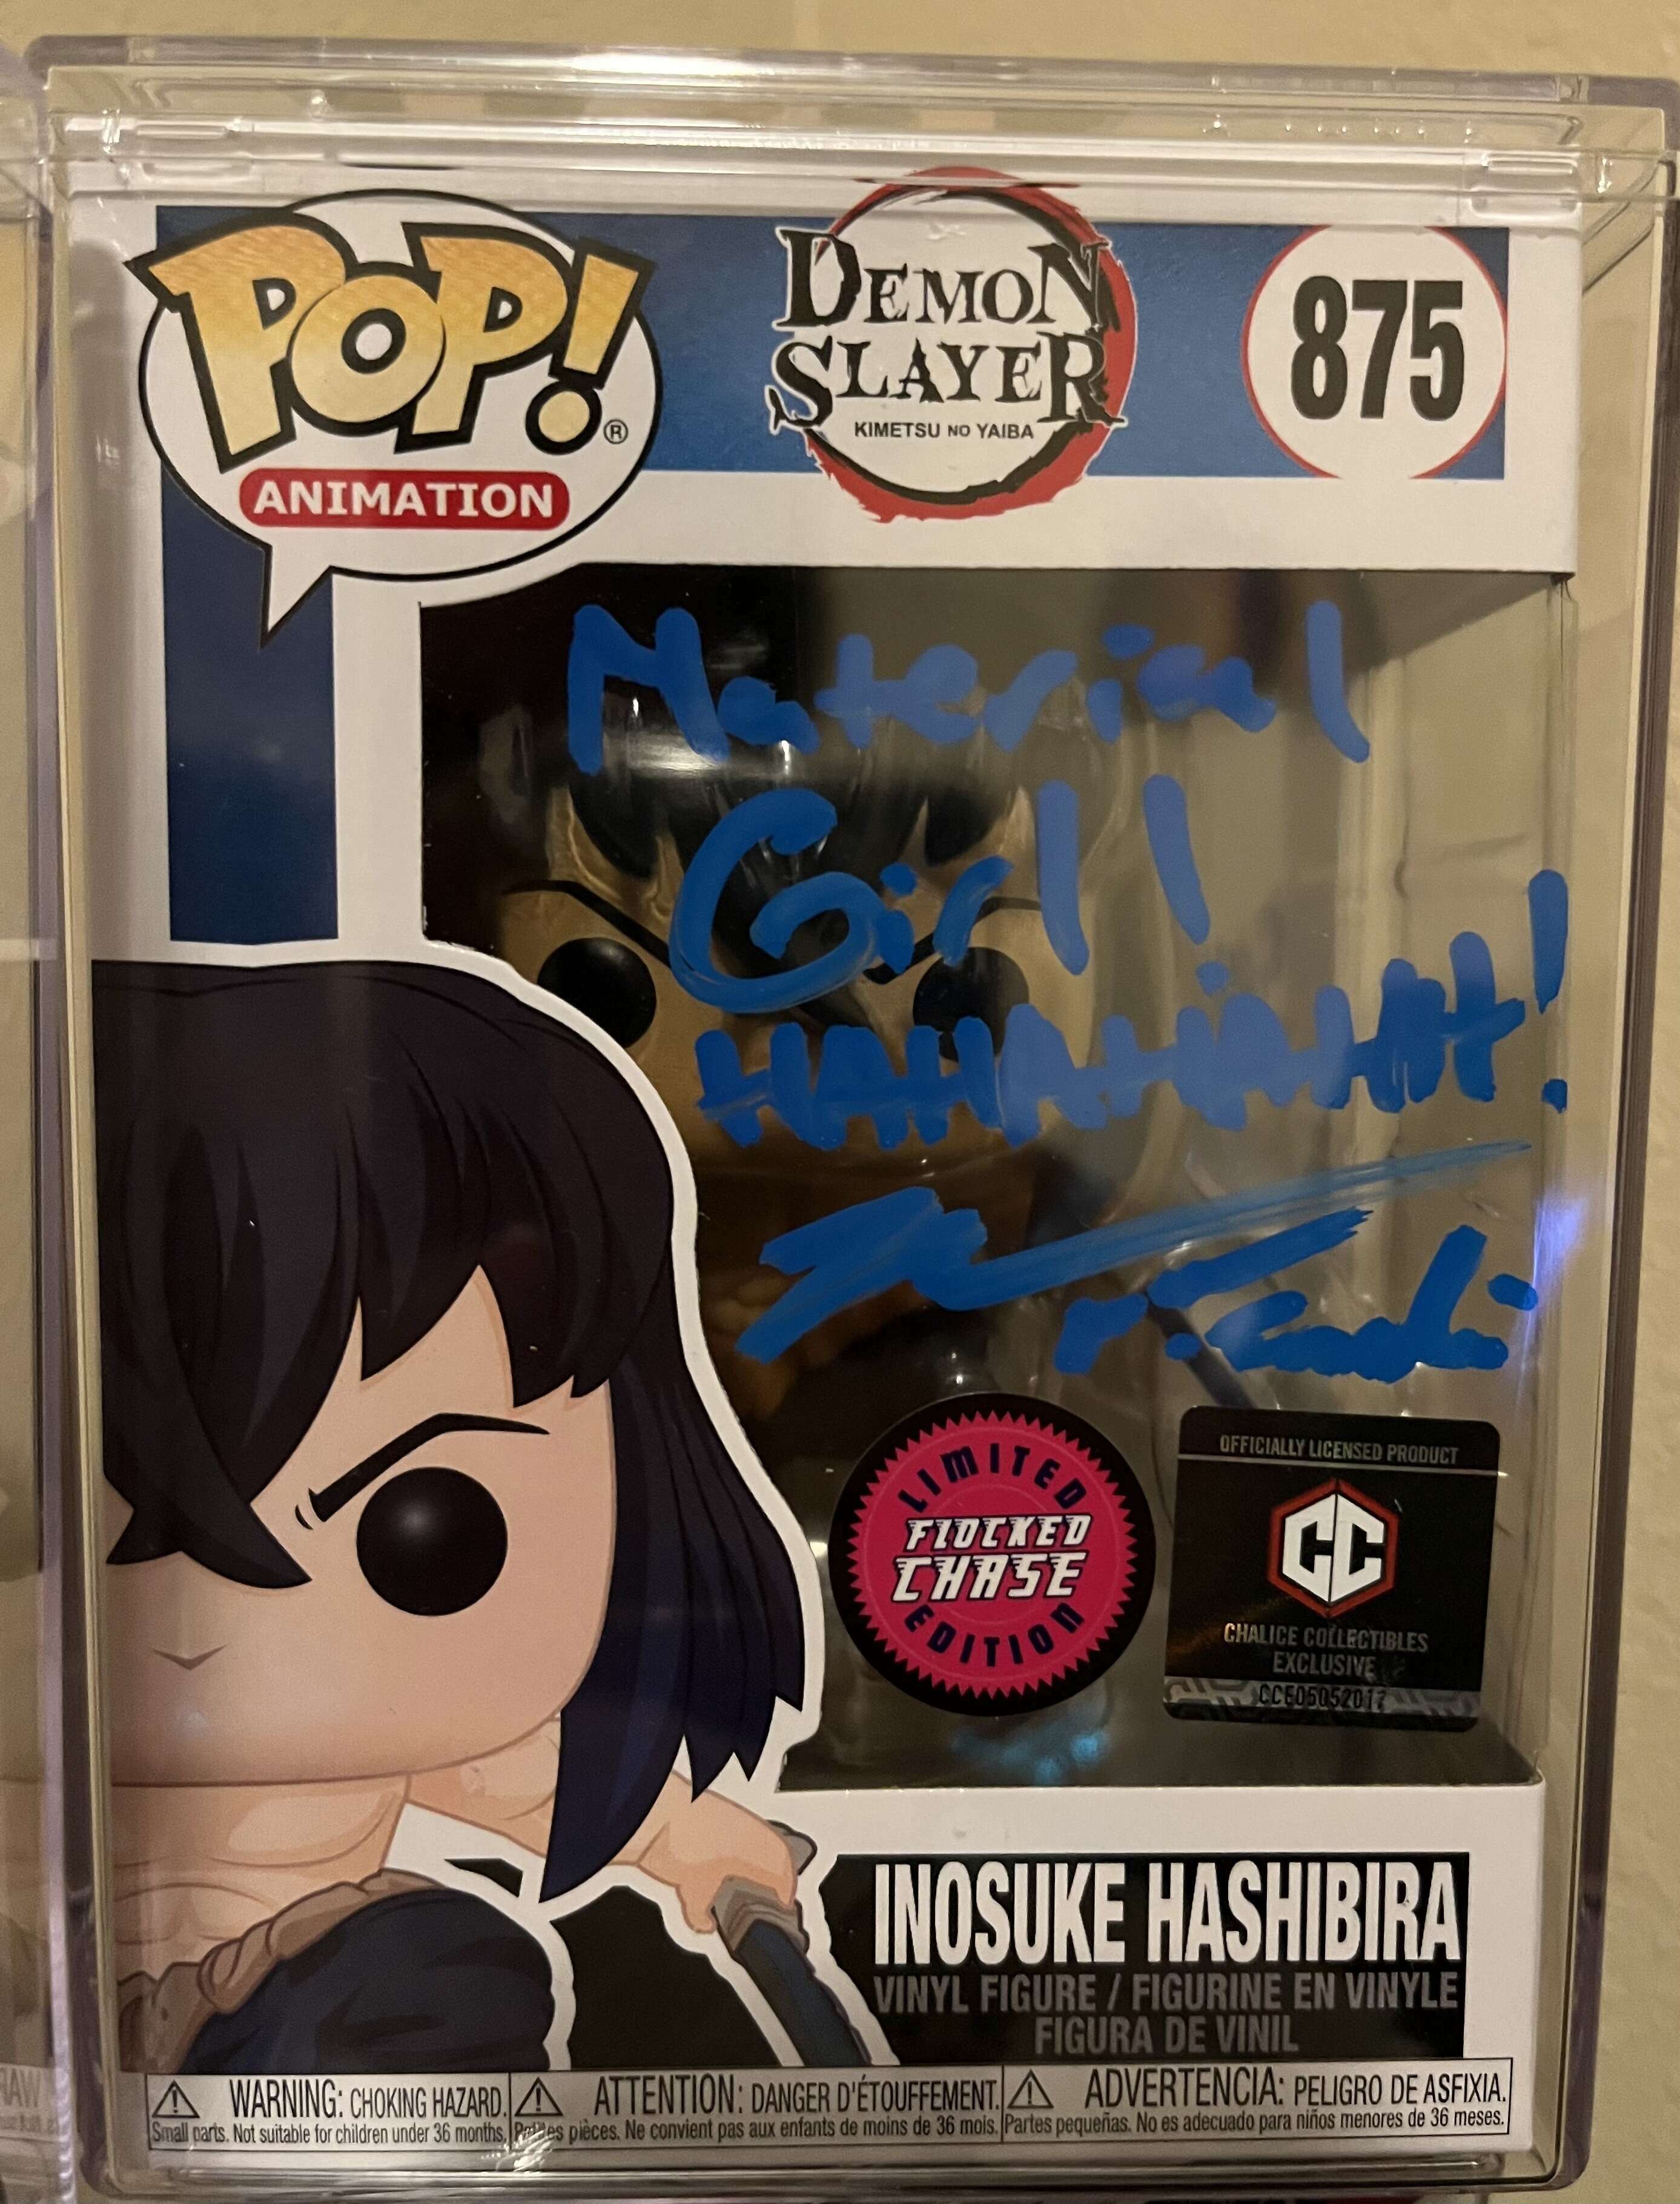 POP!®
ANIMATION
DEMON
SLAYER
KIMETSU NO YAIBA
875
Material
Girl!
LIMITED
FLOCKED
CHASE
EDITION
OFFICIALLY LICENSED PRODUCT
CC
CHALICE COLLECTIBLES
EXCLUSIVE
CCE05052017
INOSUKE HASHIBIRA
VINYL FIGURE / FIGURINE EN VINYLE
FIGURA DE VINIL
WARNING: CHOKING HAZARD.
Small parts. Not suitable for children under 36 months.
ATTENTION: DANGER D'ÉTOUFFEMENT.
Petites pièces. Ne convient pas aux enfants de moins de 36 mois.
ADVERTENCIA: PELIGRO DE ASFIXIA.
Partes pequeñas. No es adecuado para niños menores de 36 meses.